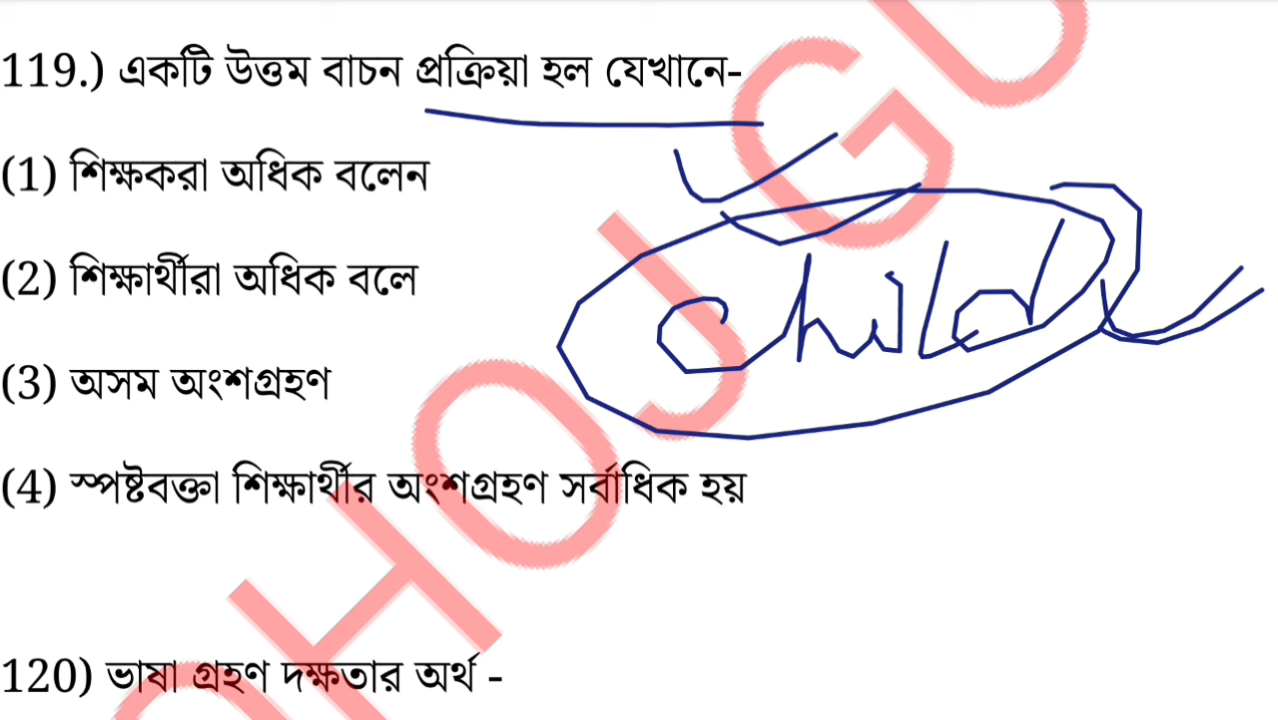 119.) একটি উত্তম বাচন প্রক্রিয়া হল যেখানে-
(1) শিক্ষকরা অধিক বলেন
(2) শিক্ষার্থীরা অধিক বলে
child
(3) অসম অংশগ্রহণ
(4) স্পষ্টবক্তা শিক্ষার্থীর অংশগ্রহণ সর্বাধিক হয়
120) ভাষা গ্রহণ দক্ষতার অর্থ -